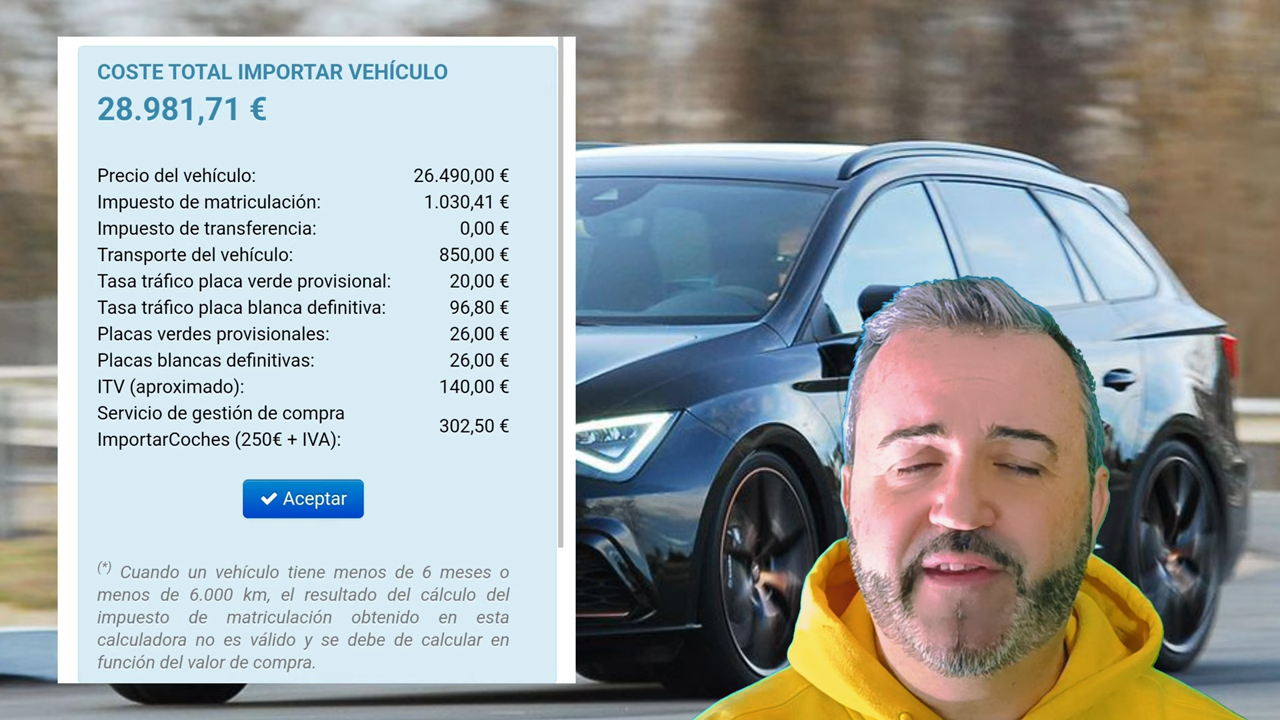 COSTE TOTAL IMPORTAR VEHÍCULO
28.981,71 €
Precio del vehículo: 26.490,00 €
Impuesto de matriculación: 1.030,41 €
Impuesto de transferencia: 0,00 €
Transporte del vehículo: 850,00 €
Tasa tráfico placa verde provisional: 20,00 €
Tasa tráfico placa blanca definitiva: 96,80 €
Placas verdes provisionales: 26,00 €
Placas blancas definitivas: 26,00 €
ITV (aproximado): 140,00 €
Servicio de gestión de compra
ImportarCoches (250€ + IVA): 302,50 €
Aceptar
(*) Cuando un vehículo tiene menos de 6 meses o
menos de 6.000 km, el resultado del cálculo del
impuesto de matriculación obtenido en esta
calculadora no es válido y se debe de calcular en
función del valor de compra.